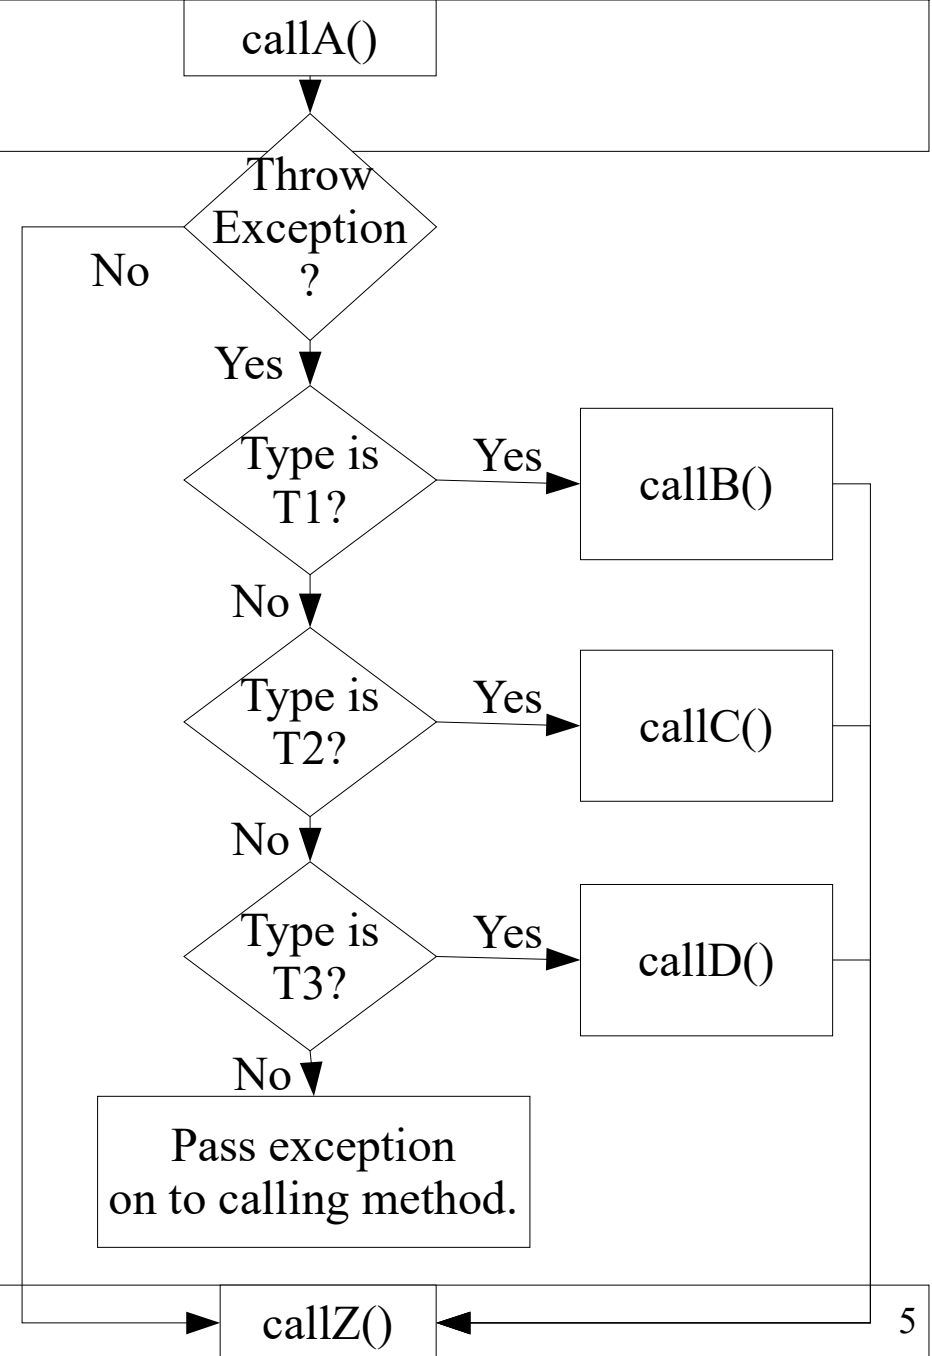 callA()
Throw
Exception
?
No
Yes
Type is
T1?
Yes
callB()
No
Type is
T2?
Yes
callC()
No
Type is
T3?
Yes
callD()
No
Pass exception
on to calling method.
callZ()
5